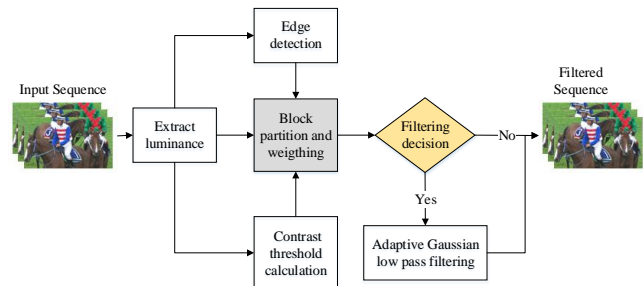 Input Sequence
Extract
luminance
Edge
detection
Block
partition and
weigthing
Contrast
threshold
calculation
Filtering
decision
No
Yes
Adaptive Gaussian
low pass filtering
Filtered
Sequence